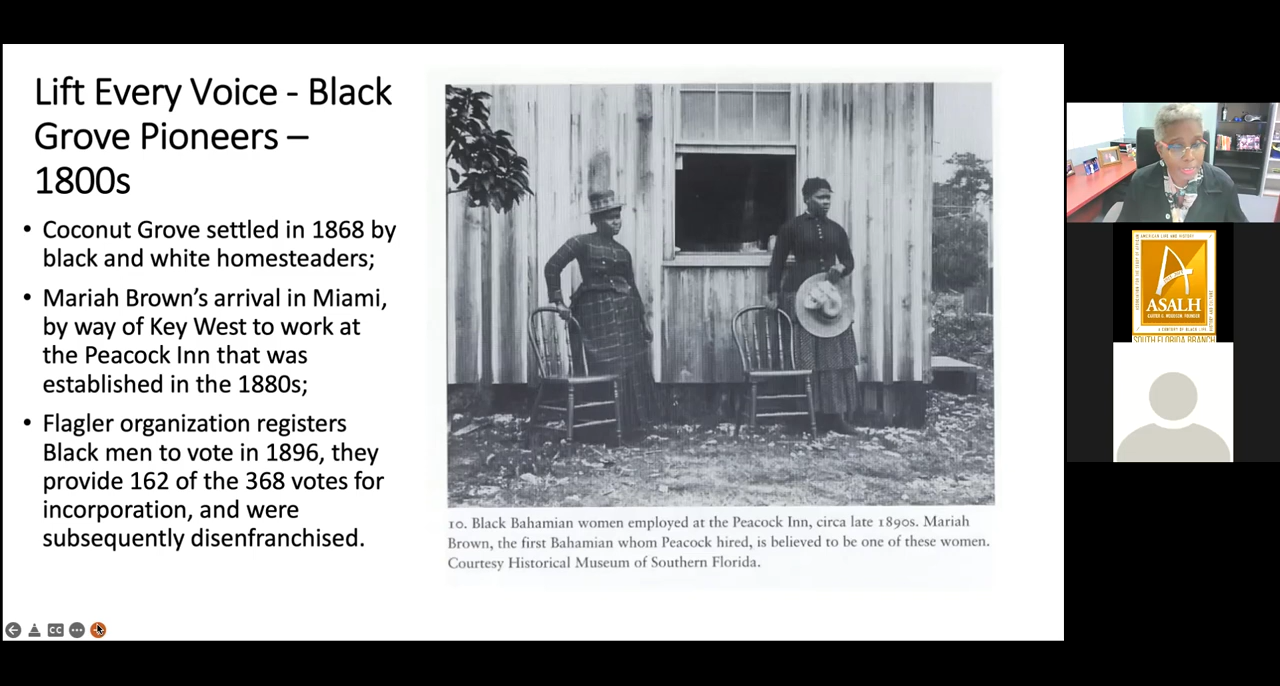 Lift Every Voice - Black
Grove Pioneers –
1800s
• Coconut Grove settled in 1868 by
black and white homesteaders;
• Mariah Brown’s arrival in Miami,
by way of Key West to work at
the Peacock Inn that was
established in the 1880s;
• Flagler organization registers
Black men to vote in 1896, they
provide 162 of the 368 votes for
incorporation, and were
subsequently disenfranchised.
10. Black Bahamian women employed at the Peacock Inn, circa late 1890s. Mariah
Brown, the first Bahamian whom Peacock hired, is believed to be one of these women.
Courtesy Historical Museum of Southern Florida.
CC
ASALH
SOUTH FLORIDA BRANCH